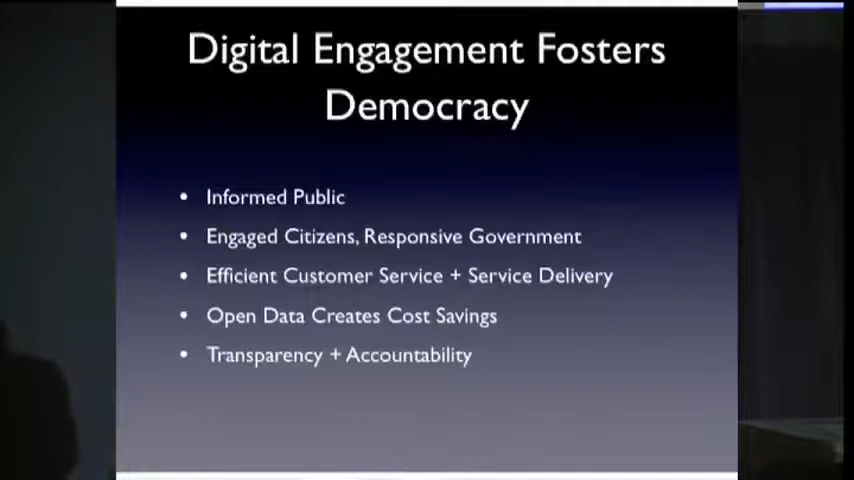 Digital Engagement Fosters
Democracy
• Informed Public
• Engaged Citizens, Responsive Government
• Efficient Customer Service + Service Delivery
• Open Data Creates Cost Savings
• Transparency + Accountability